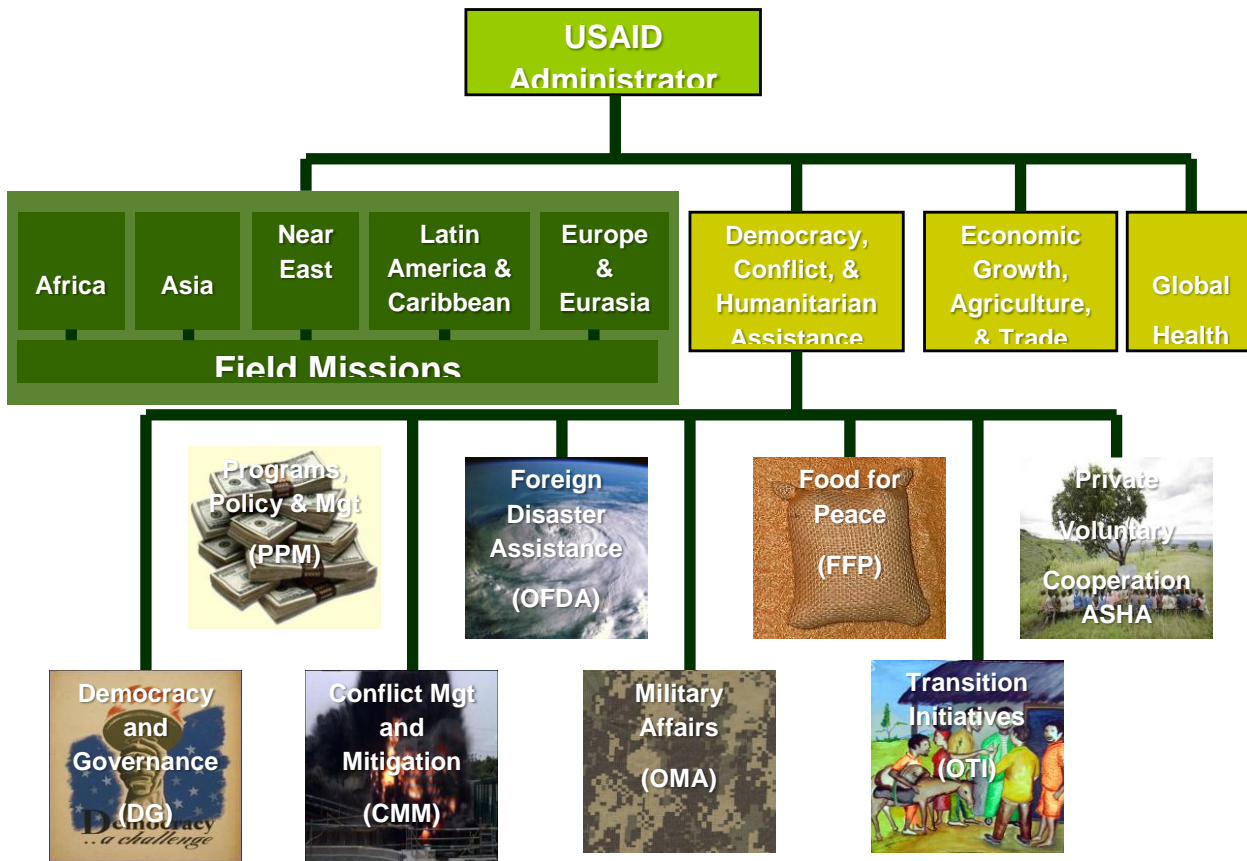 USAID
Administrator
Africa
Asia
Near
East
Latin
America &
Caribbean
Europe
&
Eurasia
Field Missions
Democracy,
Conflict, &
Humanitarian
Assistance
Economic
Growth,
Agriculture,
& Trade
Global
Health
Programs,
Policy & Mgt
(PPM)
Foreign
Disaster
Assistance
(OFDA)
Food for
Peace
(FFP)
Private
Voluntary
Cooperation
ASHA
Democracy
and
Governance
(DG)
Democracy
..a challenge
Conflict Mgt
and
Mitigation
(CMM)
Military
Affairs
(OMA)
Transition
Initiatives
(OTI)